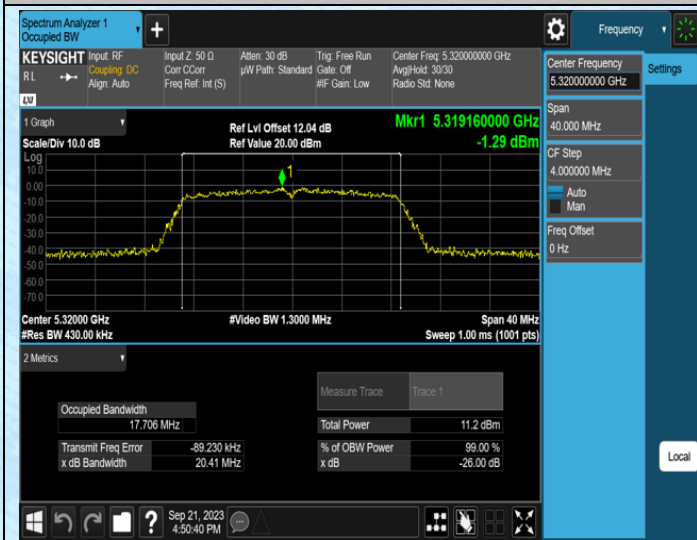 Spectrum Analyzer 1
Occupied BW
Frequency
KEYSIGHT
RL
Input: RF
Coupling: DC
Align: Auto
Input Z: 50 Ω
Corr CCorr
Freq Ref: Int (S)
Atten: 30 dB
µW Path: Standard
Trig: Free Run
Gate: Off
#IF Gain: Low
Center Freq: 5.320000000 GHz
Avg|Hold: 30/30
Radio Std: None
LXI
Center Frequency
5.320000000 GHz
Settings
Span
40.000 MHz
CF Step
4.000000 MHz
Auto
Man
Freq Offset
0 Hz
1 Graph
Scale/Div 10.0 dB
Ref Lvl Offset 12.04 dB
Ref Value 20.00 dBm
Mkr1 5.319160000 GHz
-1.29 dBm
Log
10.0
0.00
-10.0
-20.0
-30.0
-40.0
-50.0
-60.0
-70.0
1
Center 5.32000 GHz
#Res BW 430.00 kHz
#Video BW 1.3000 MHz
Span 40 MHz
Sweep 1.00 ms (1001 pts)
2 Metrics
Measure Trace
Trace 1
Occupied Bandwidth
17.706 MHz
Total Power
11.2 dBm
Transmit Freq Error
-89.230 kHz
% of OBW Power
99.00 %
x dB Bandwidth
20.41 MHz
x dB
-26.00 dB
Local
?
Sep 21, 2023
4:50:40 PM